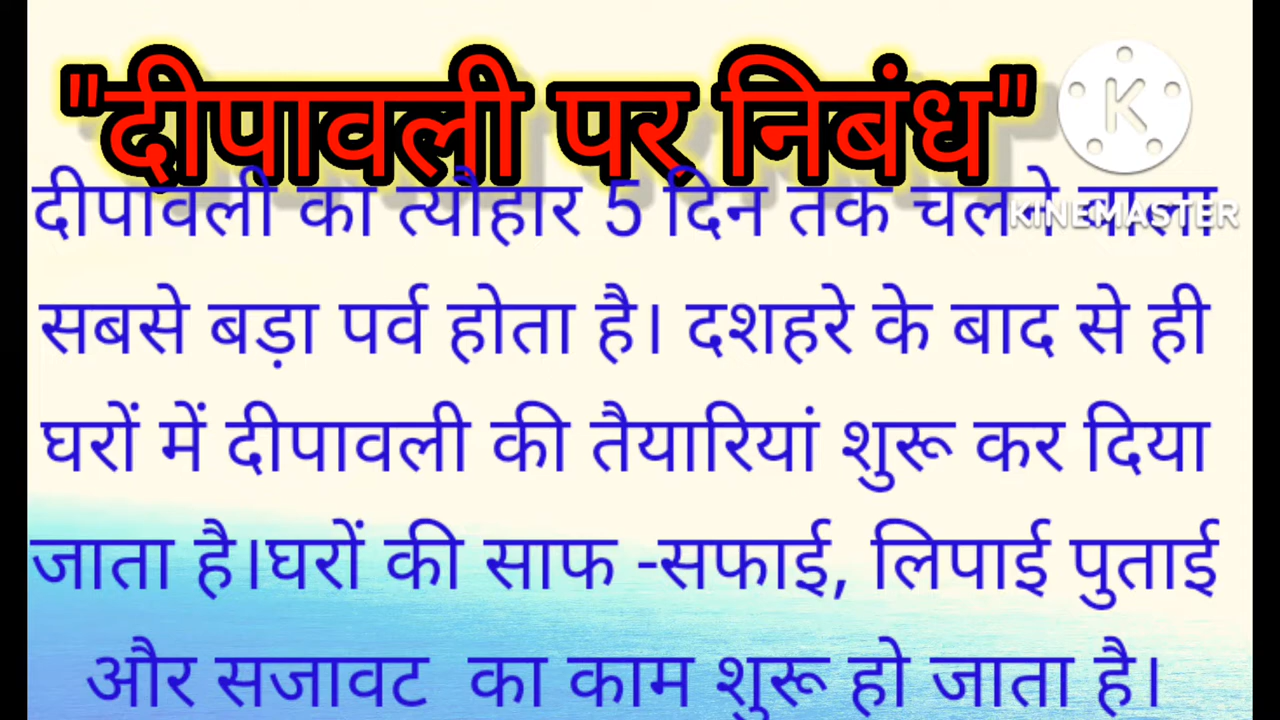 "दीपावली पर निबंध"
K
दीपावली का त्यौहार 5 दिन तक चलने वाला
KINEMASTER
सबसे बड़ा पर्व होता है। दशहरे के बाद से ही
घरों में दीपावली की तैयारियां शुरू कर दिया
जाता है।घरों की साफ -सफाई, लिपाई पुताई
और सजावट का काम शुरू हो जाता है।